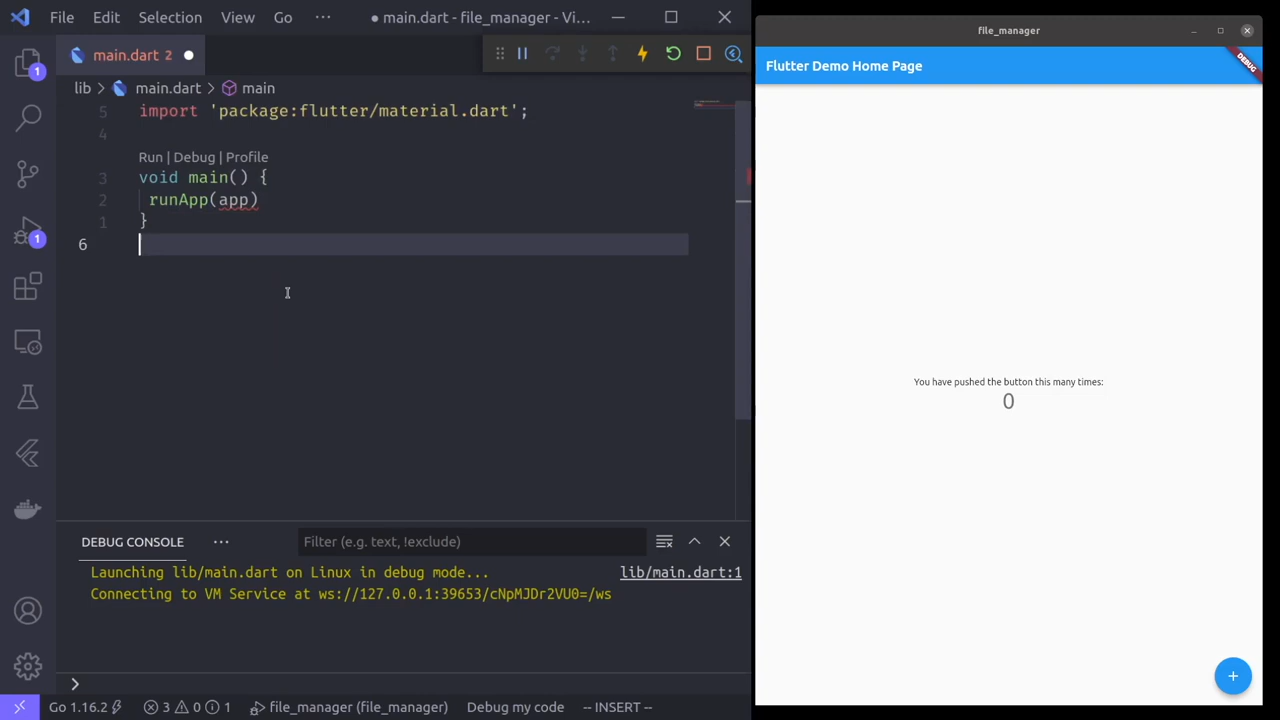 File Edit Selection View Go ··· ● main.dart - file_manager - Vi...
main.dart 2
lib > main.dart > main
5 import 'package:flutter/material.dart';
4
Run | Debug | Profile
3 void main() {
2 runApp(app)
1 }
6
DEBUG CONSOLE ··· Filter (e.g. text, !exclude)
Launching lib/main.dart on Linux in debug mode... lib/main.dart:1
Connecting to VM Service at ws://127.0.0.1:39653/cNpMJDr2VU0=/ws
>
Go 1.16.2 3 0 1 file_manager (file_manager) Debug my code -- INSERT --
1
1
file_manager
Flutter Demo Home Page
DEBUG
You have pushed the button this many times:
0
+